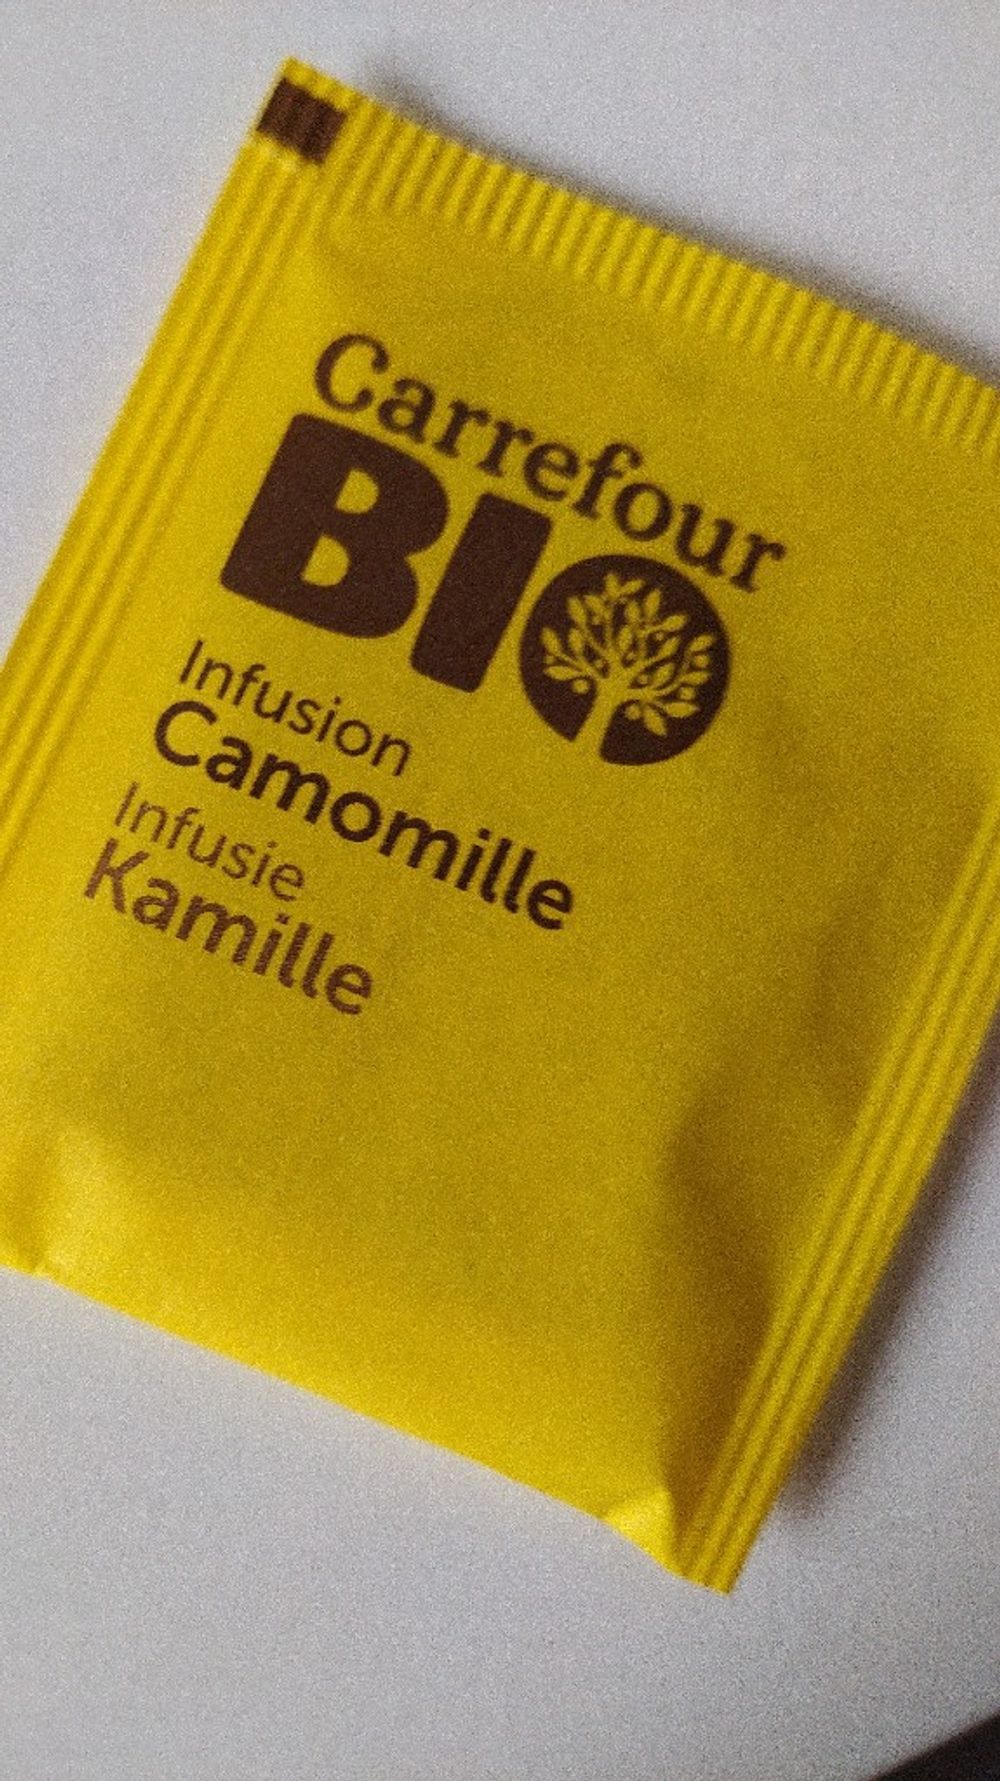 Carrefour
BIO
Infusion
Camomille
Infusie
Kamille